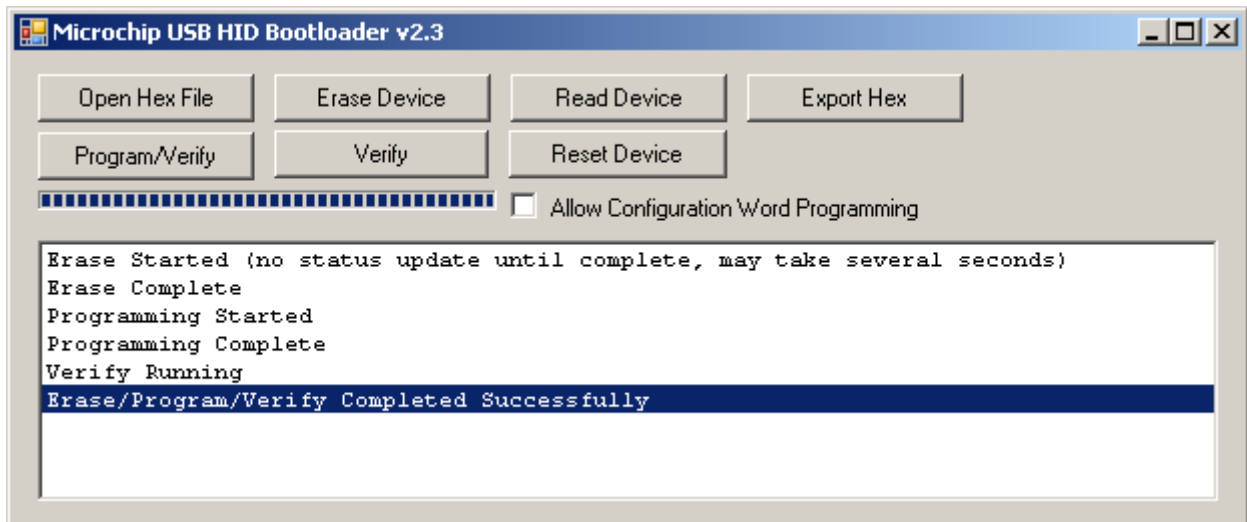 Microchip USB HID Bootloader v2.3
Open Hex File Erase Device Read Device Export Hex
Program/Verify Verify Reset Device
Allow Configuration Word Programming
Erase Started (no status update until complete, may take several seconds)
Erase Complete
Programming Started
Programming Complete
Verify Running
Erase/Program/Verify Completed Successfully